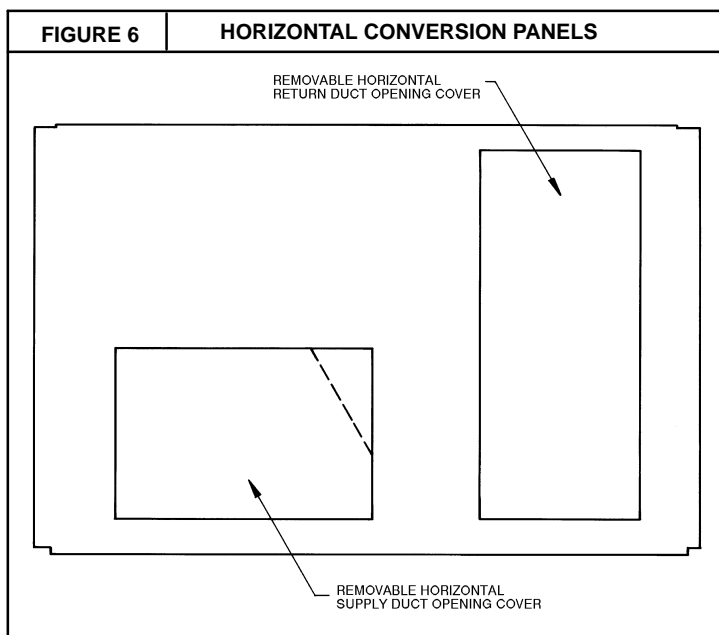 FIGURE 6
HORIZONTAL CONVERSION PANELS
REMOVABLE HORIZONTAL
RETURN DUCT OPENING COVER
REMOVABLE HORIZONTAL
SUPPLY DUCT OPENING COVER